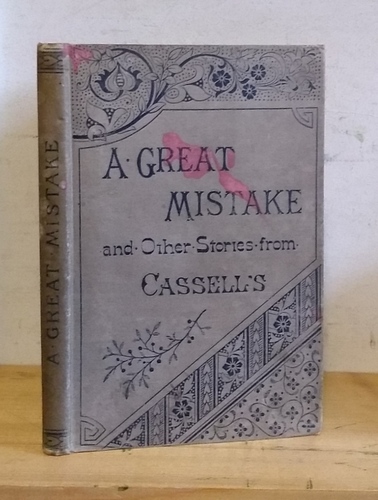 A GREAT MISTAKE
A·GREAT
MISTAKE
and·Other·Stories·from·
CASSELL'S